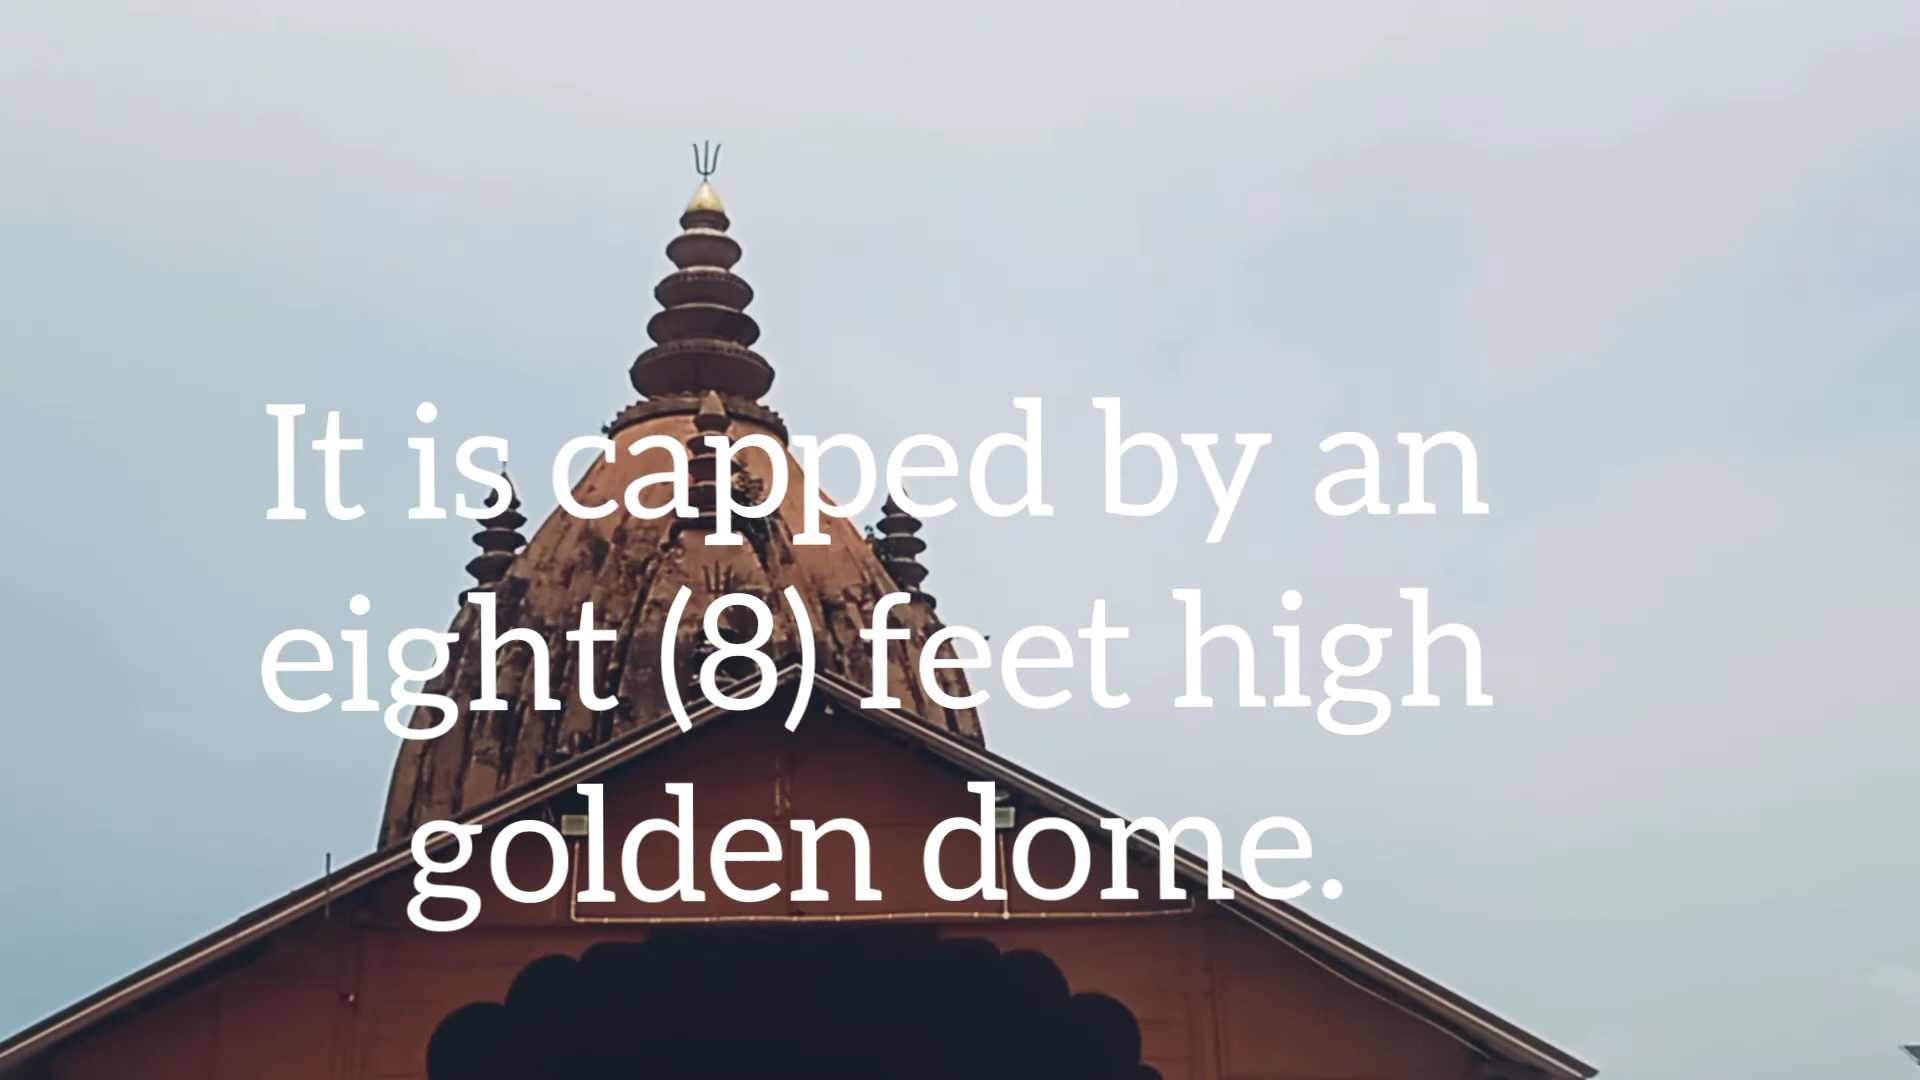 It is capped by an
eight (8) feet high
golden dome.